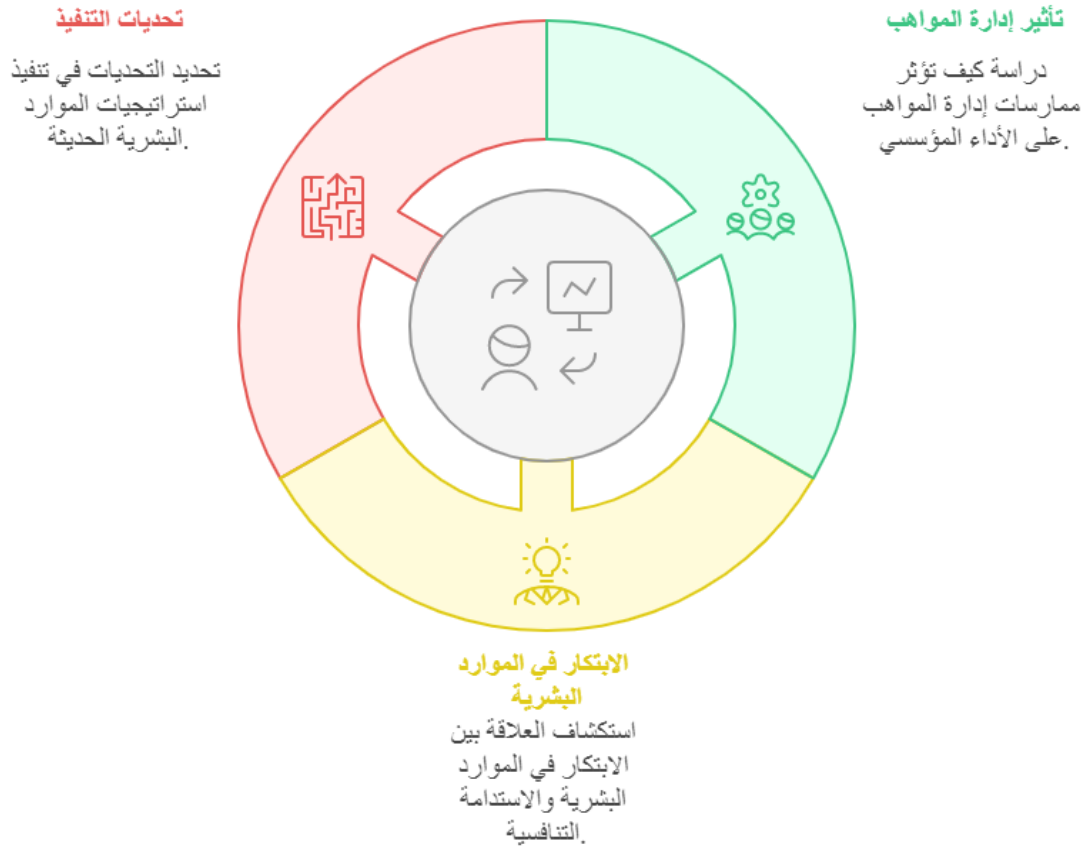 تأثير إدارة المواهب
دراسة كيف تؤثر
ممارسات إدارة المواهب
على الأداء المؤسسي.
تحديات التنفيذ
تحديد التحديات في تنفيذ
استراتيجيات الموارد
البشرية الحديثة.
الابتكار في الموارد
البشرية
استكشاف العلاقة بين
الابتكار في الموارد
البشرية والاستدامة
التنافسية.